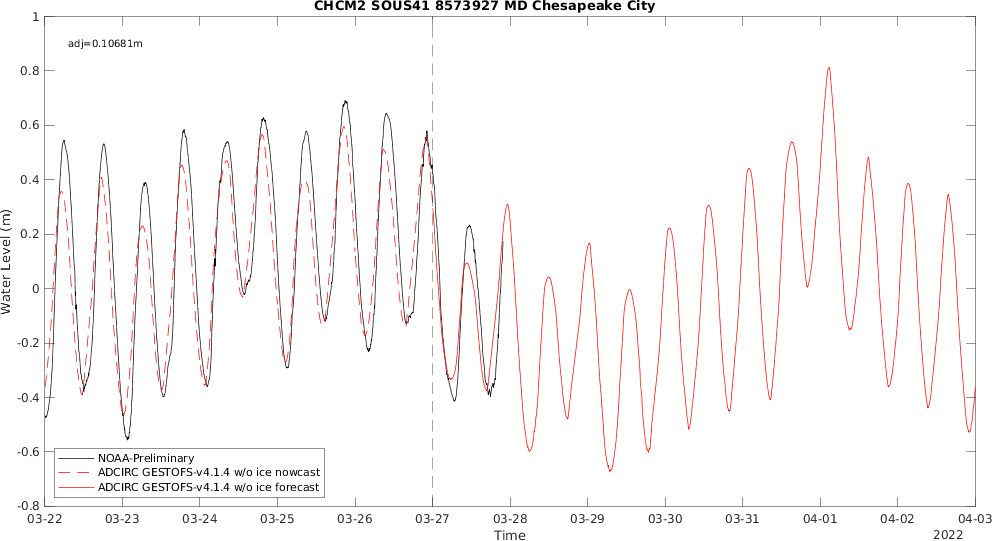 CHCM2 SOUS41 8573927 MD Chesapeake City
adj=0.10681m
1
0.8
0.6
0.4
0.2
0
-0.2
-0.4
-0.6
-0.8
Water Level (m)
NOAA-Preliminary
ADCIRC GESTOFS-v4.1.4 w/o ice nowcast
ADCIRC GESTOFS-v4.1.4 w/o ice forecast
03-22 03-23 03-24 03-25 03-26 03-27 03-28 03-29 03-30 03-31 04-01 04-02 04-03
Time
2022